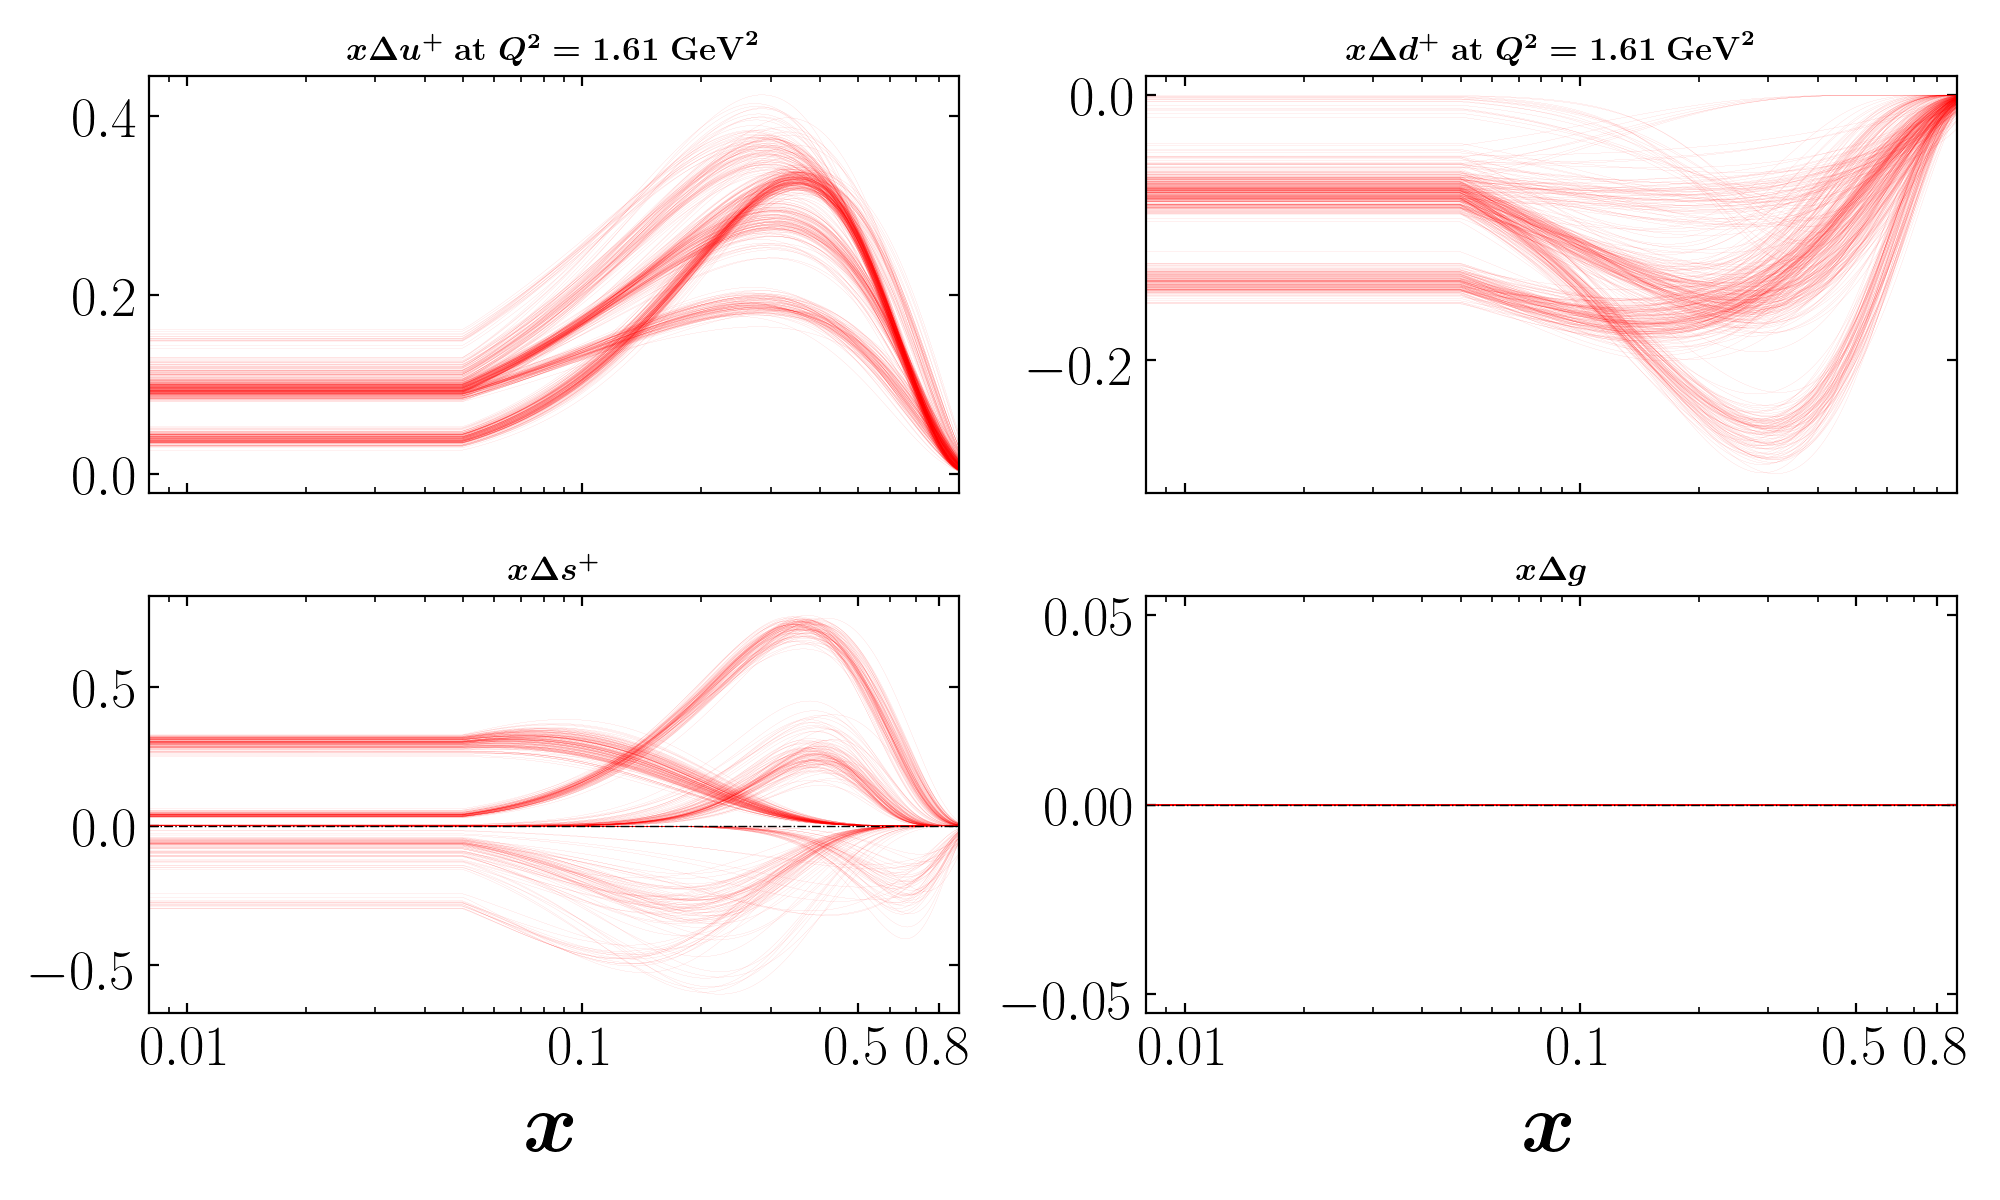 xΔu⁺ at Q² = 1.61 GeV²
0.4
0.2
0.0
xΔd⁺ at Q² = 1.61 GeV²
0.0
−0.2
xΔs⁺
0.5
0.0
−0.5
0.01 0.1 0.5 0.8
x
xΔg
0.05
0.00
−0.05
0.01 0.1 0.5 0.8
x